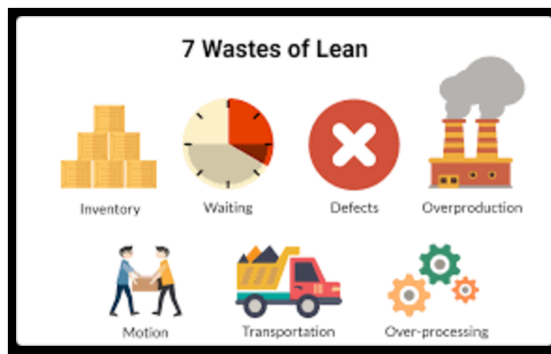 7 Wastes of Lean
Inventory
Waiting
Defects
Overproduction
Motion
Transportation
Over-processing